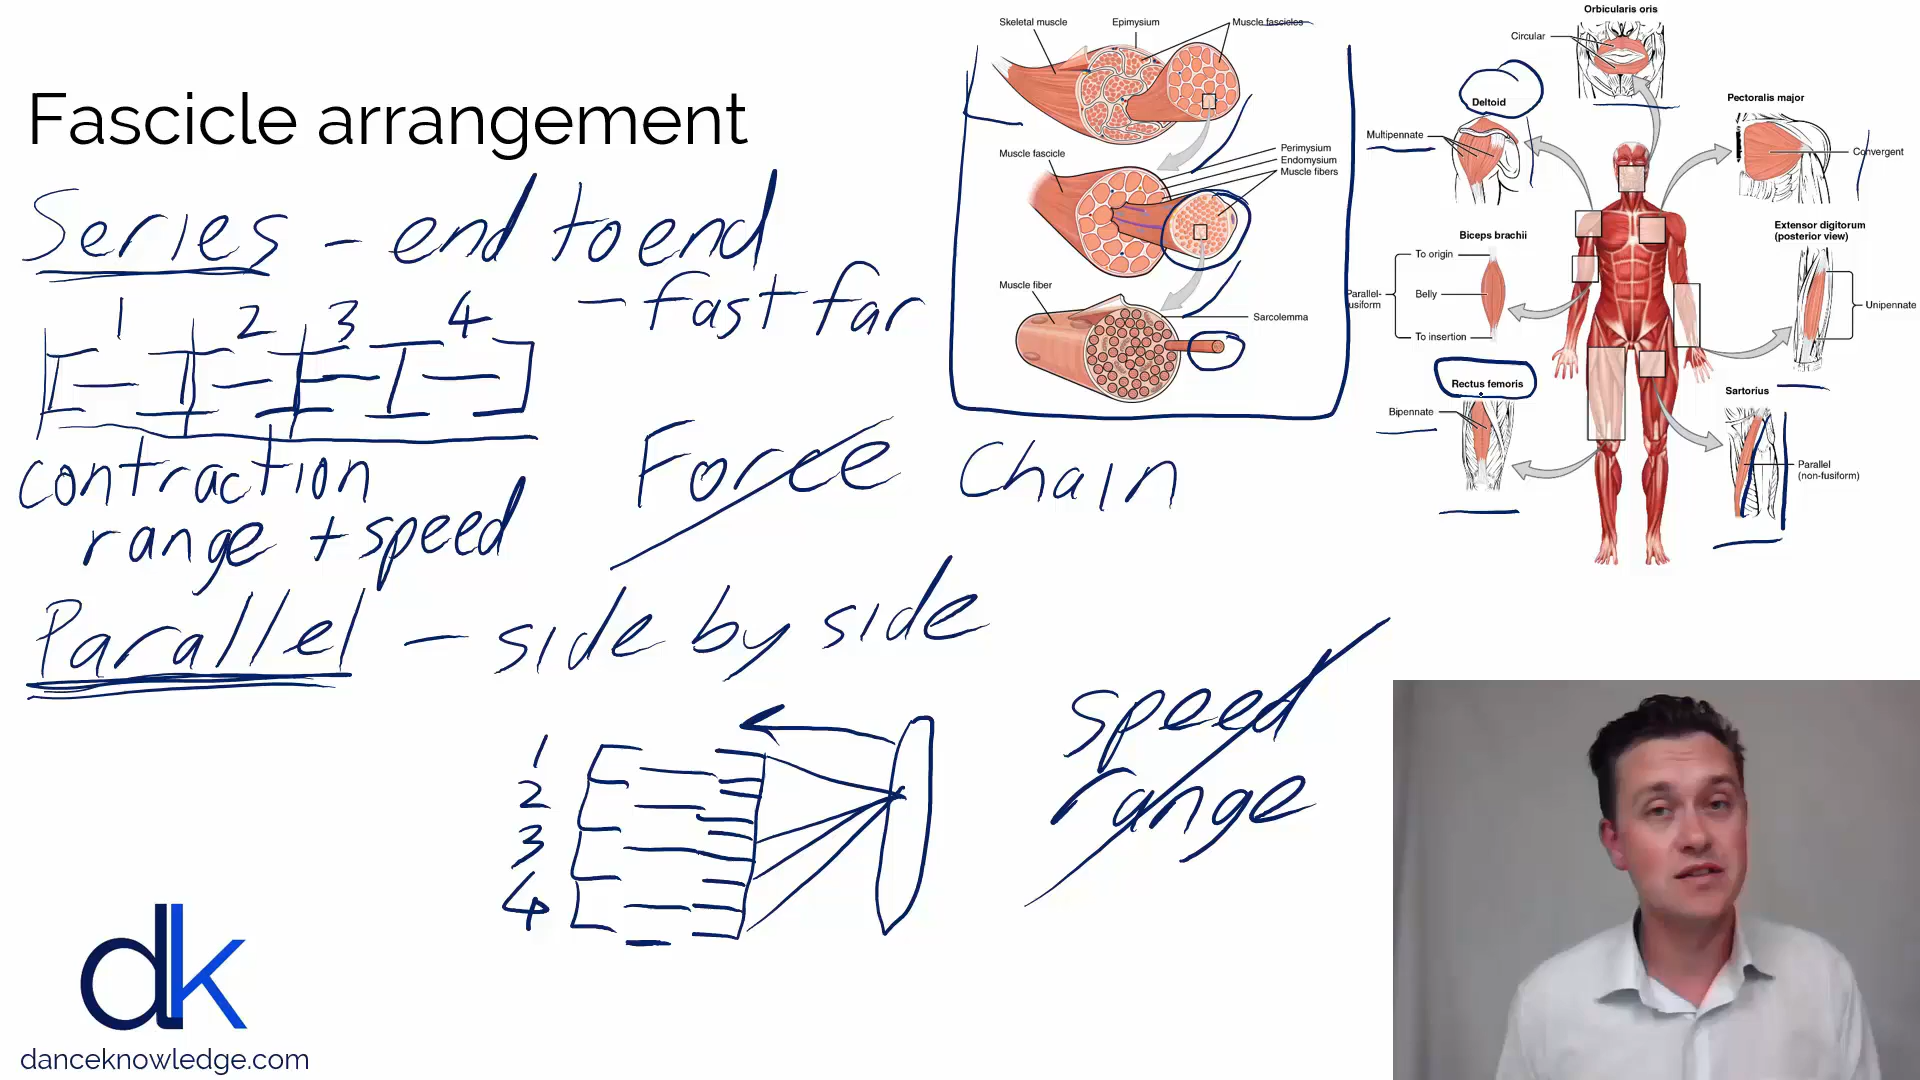 Fascicle arrangement
Series - end to end
- fast far
1 2 3 4
contraction
range + speed
Force Chain
Parallel - side by side
speed
range
1
2
3
4
dk
danceknowledge.com
Skeletal muscle
Epimysium
Muscle fascicles
Muscle fascicle
Perimysium
Endomysium
Muscle fibers
Muscle fiber
Sarcolemma
Orbicularis oris
Circular
Deltoid
Multipennate
Pectoralis major
Convergent
Biceps brachii
To origin
Belly
To insertion
Parallel-
fusiform
Extensor digitorum
(posterior view)
Unipennate
Rectus femoris
Bipennate
Sartorius
Parallel
(non-fusiform)